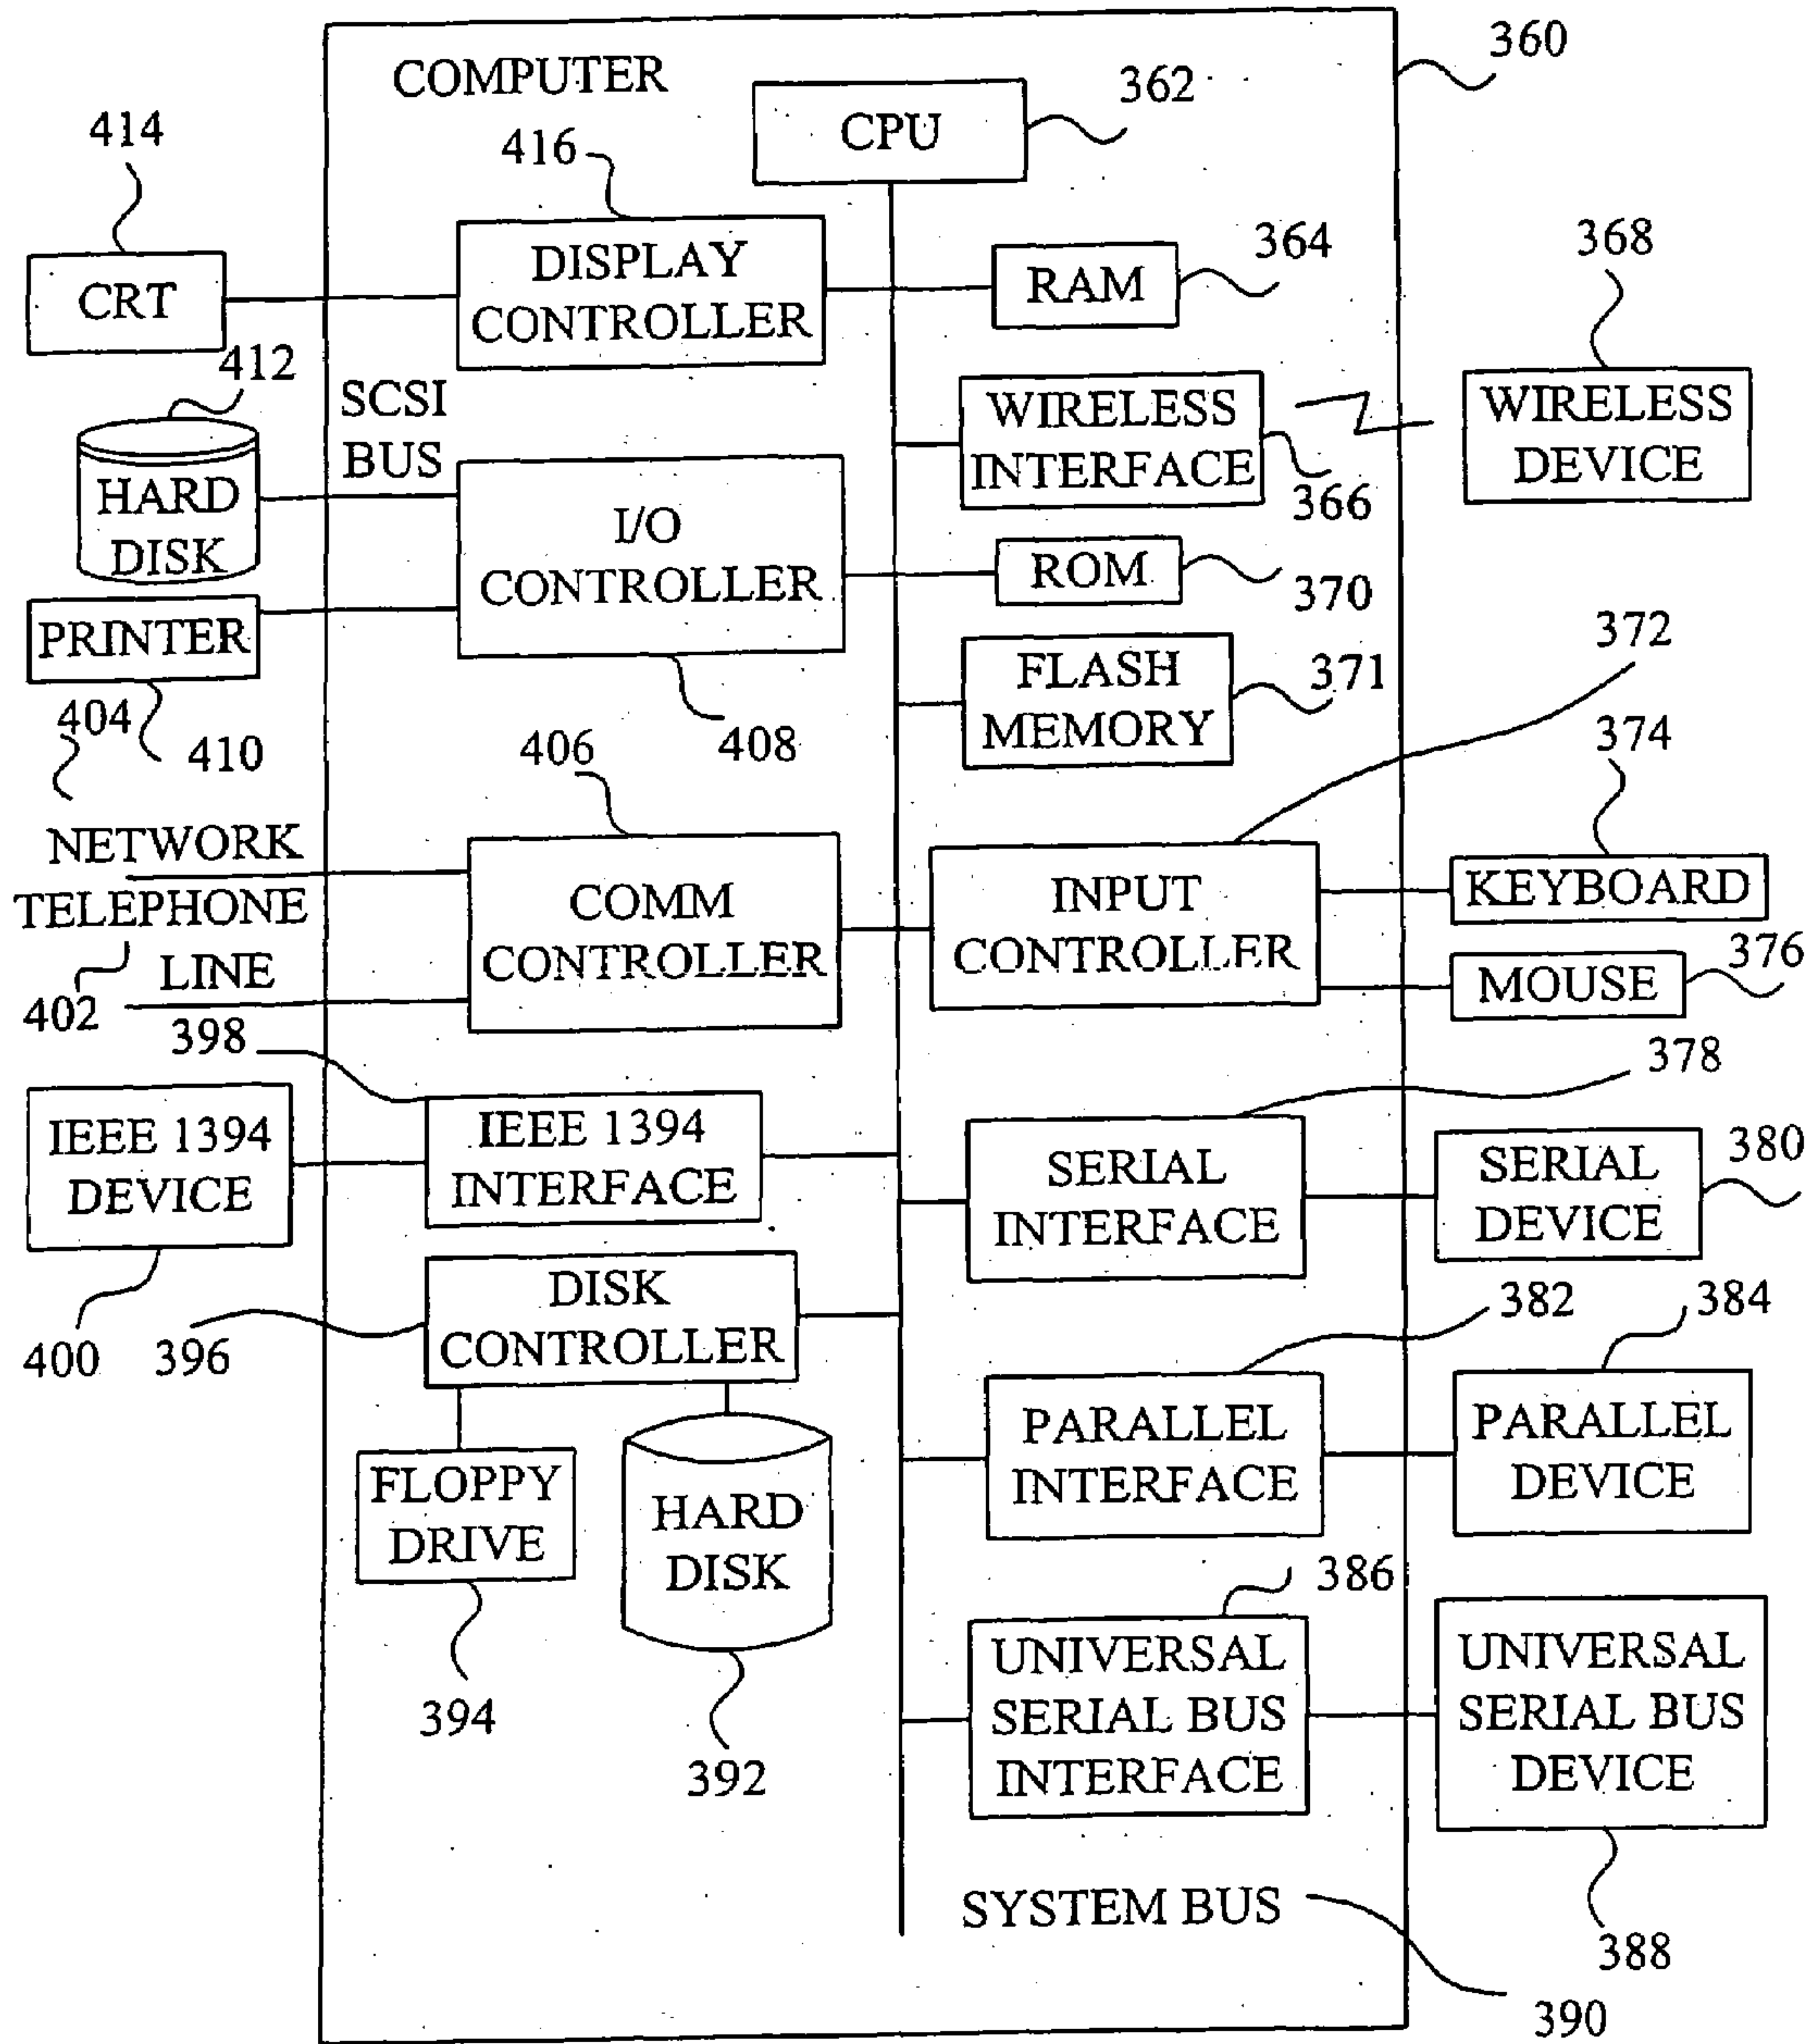 360
COMPUTER
362
CPU
414
416
CRT
DISPLAY
CONTROLLER
RAM
364
368
412
SCSI
BUS
WIRELESS
INTERFACE
366
WIRELESS
DEVICE
HARD
DISK
I/O
CONTROLLER
ROM
370
PRINTER
410
408
FLASH
MEMORY
371
372
404
406
374
NETWORK
TELEPHONE
LINE
402
COMM
CONTROLLER
INPUT
CONTROLLER
KEYBOARD
MOUSE
376
398
378
IEEE 1394
DEVICE
400
IEEE 1394
INTERFACE
SERIAL
INTERFACE
SERIAL
DEVICE
380
396
DISK
CONTROLLER
382
384
FLOPPY
DRIVE
394
HARD
DISK
392
PARALLEL
INTERFACE
PARALLEL
DEVICE
386
UNIVERSAL
SERIAL BUS
INTERFACE
UNIVERSAL
SERIAL BUS
DEVICE
388
SYSTEM BUS
390